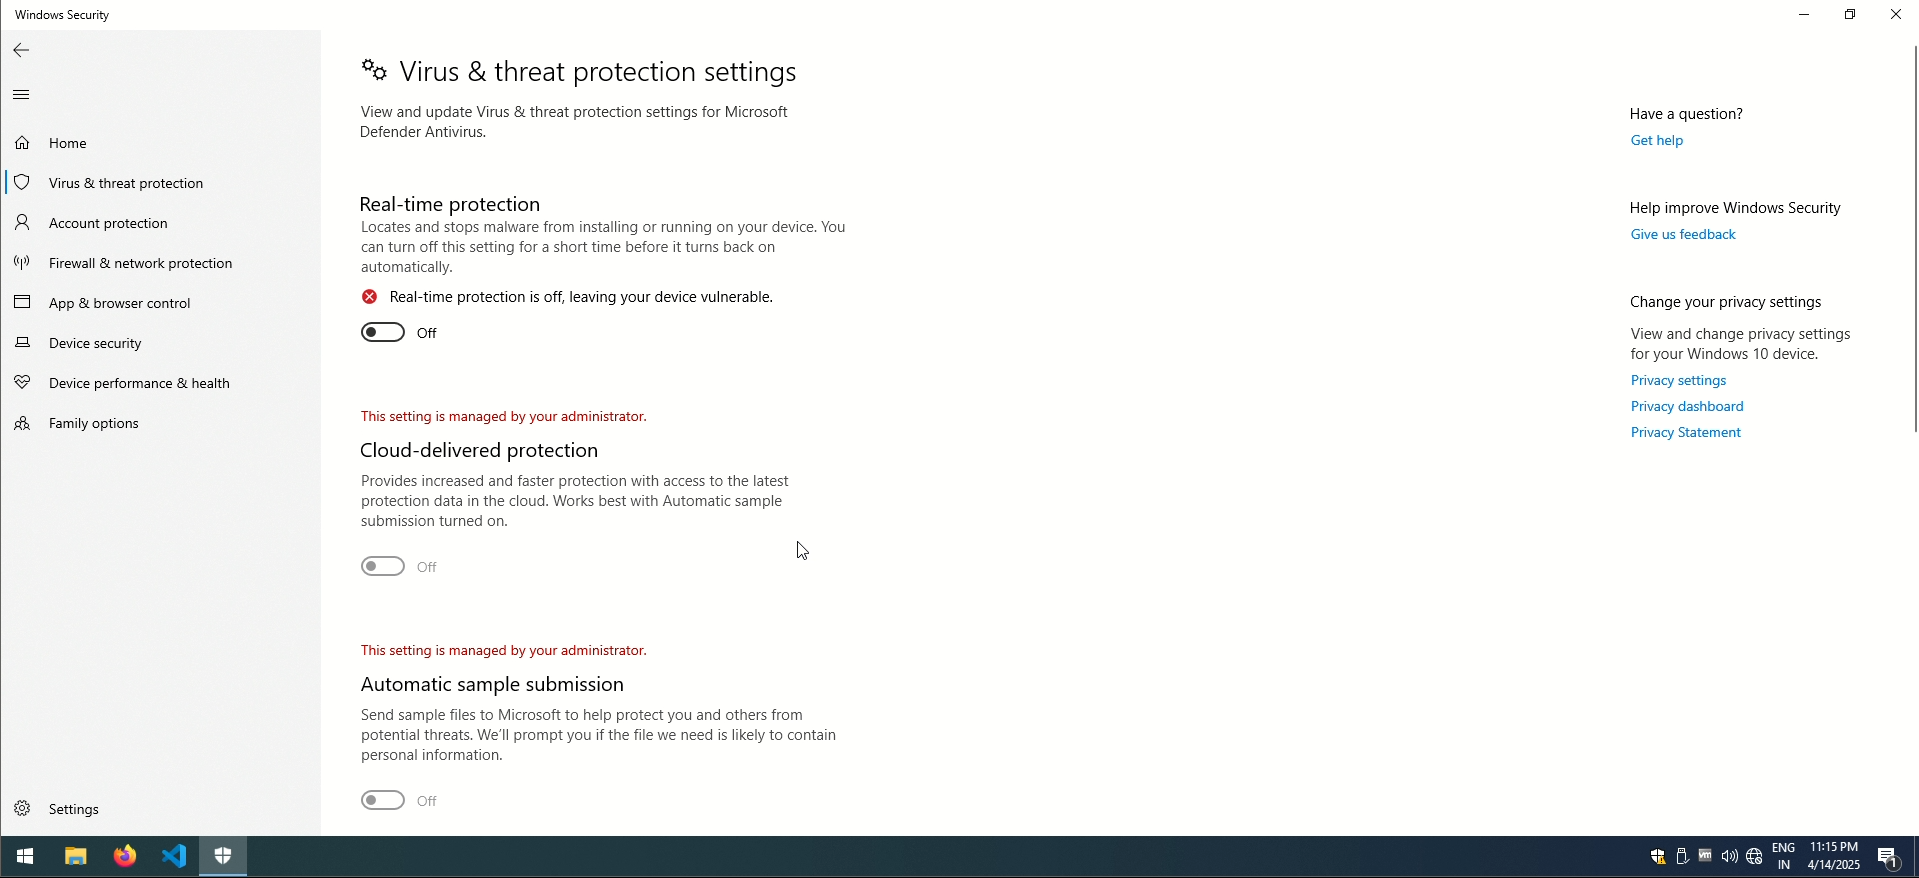 Windows Security
Home
Virus & threat protection
Account protection
Firewall & network protection
App & browser control
Device security
Device performance & health
Family options
Settings
Virus & threat protection settings
View and update Virus & threat protection settings for Microsoft
Defender Antivirus.
Real-time protection
Locates and stops malware from installing or running on your device. You
can turn off this setting for a short time before it turns back on
automatically.
Real-time protection is off, leaving your device vulnerable.
Off
This setting is managed by your administrator.
Cloud-delivered protection
Provides increased and faster protection with access to the latest
protection data in the cloud. Works best with Automatic sample
submission turned on.
Off
This setting is managed by your administrator.
Automatic sample submission
Send sample files to Microsoft to help protect you and others from
potential threats. We'll prompt you if the file we need is likely to contain
personal information.
Off
Have a question?
Get help
Help improve Windows Security
Give us feedback
Change your privacy settings
View and change privacy settings
for your Windows 10 device.
Privacy settings
Privacy dashboard
Privacy Statement
vm
ENG
IN
11:15 PM
4/14/2025
1